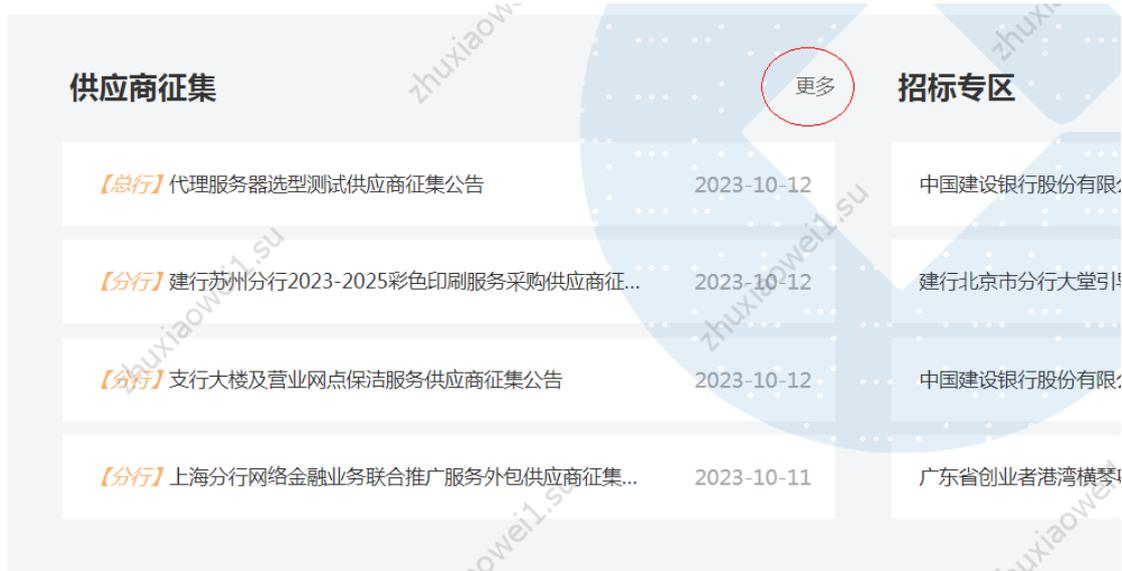 供应商征集
更多
【总行】代理服务器选型测试供应商征集公告
2023-10-12
【分行】建行苏州分行2023-2025彩色印刷服务采购供应商征...
2023-10-12
【分行】支行大楼及营业网点保洁服务供应商征集公告
2023-10-12
【分行】上海分行网络金融业务联合推广服务外包供应商征集...
2023-10-11
招标专区
中国建设银行股份有限
建行北京市分行大堂引
中国建设银行股份有限
广东省创业者港湾横琴
zhuxiaowei1.su
zhuxiaowei1.su